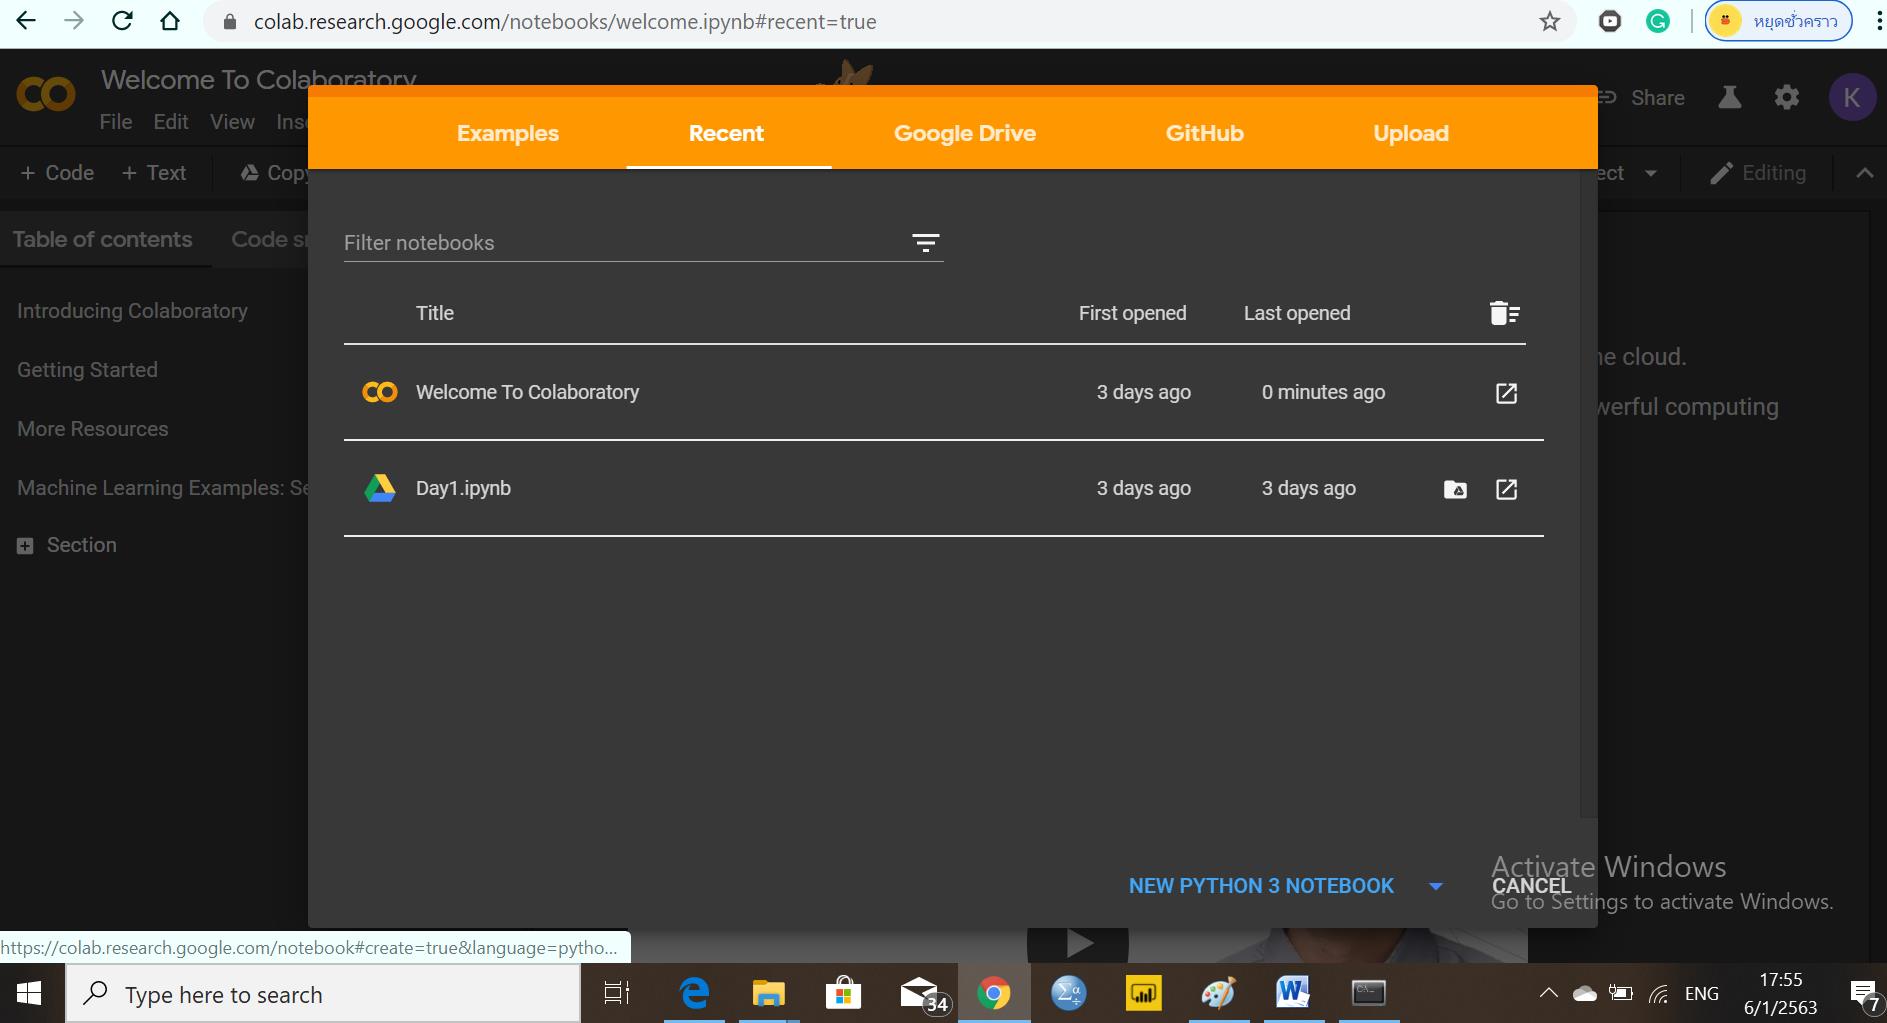 colab.research.google.com/notebooks/welcome.ipynb#recent=true
หยุดชั่วคราว
Welcome To Colaboratory
File Edit View Inse
Share
K
Examples Recent Google Drive GitHub Upload
+ Code + Text Copy
ect Editing
Table of contents Code sn
Filter notebooks
Introducing Colaboratory
Title First opened Last opened
Getting Started
he cloud.
Welcome To Colaboratory 3 days ago 0 minutes ago
werful computing
More Resources
Machine Learning Examples: Se
Day1.ipynb 3 days ago 3 days ago
Section
NEW PYTHON 3 NOTEBOOK CANCEL
Activate Windows
Go to Settings to activate Windows.
https://colab.research.google.com/notebook#create=true&language=pytho...
Type here to search
34
ENG
17:55
6/1/2563
7